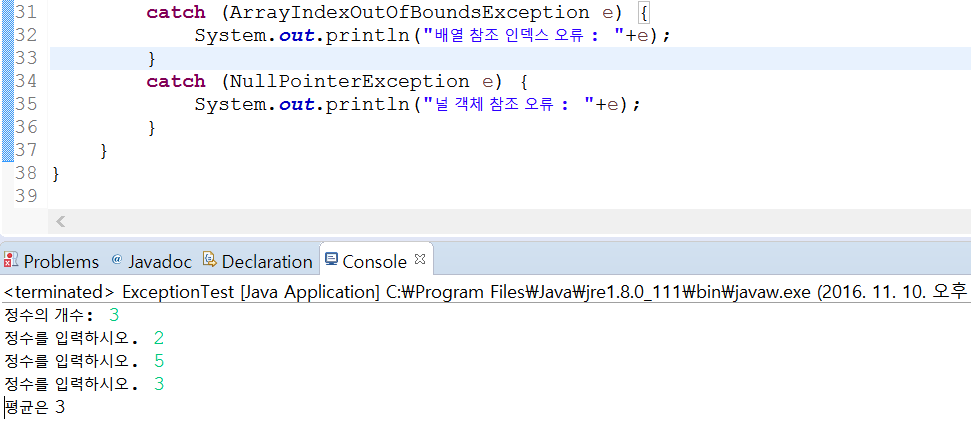 31 catch (ArrayIndexOutOfBoundsException e) {
32 System.out.println("배열 참조 인덱스 오류 : "+e);
33 }
34 catch (NullPointerException e) {
35 System.out.println("널 객체 참조 오류 : "+e);
36 }
37 }
38 }
39
Problems @ Javadoc Declaration Console
<terminated> ExceptionTest [Java Application] C:₩Program Files₩Java₩jre1.8.0_111₩bin₩javaw.exe (2016. 11. 10. 오후
정수의 개수: 3
정수를 입력하시오. 2
정수를 입력하시오. 5
정수를 입력하시오. 3
평균은 3